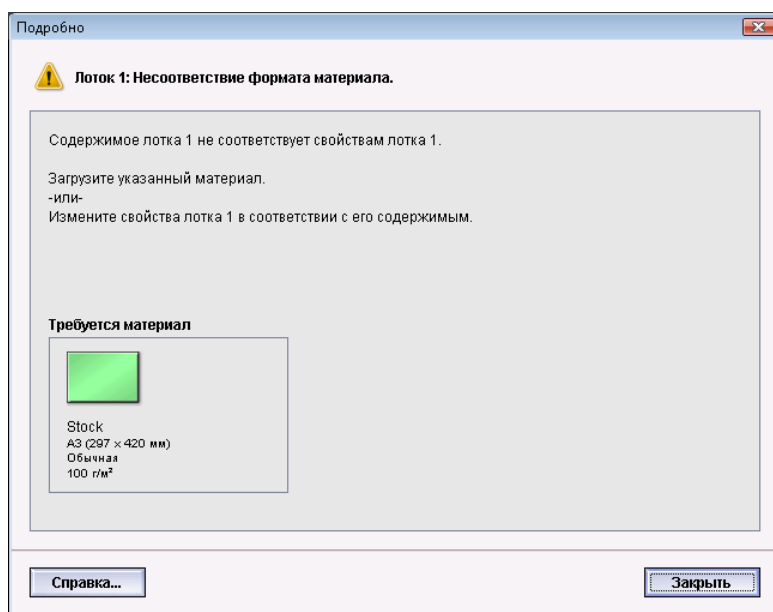 Подробно
Лоток 1: Несоответствие формата материала.
Содержимое лотка 1 не соответствует свойствам лотка 1.
Загрузите указанный материал.
-или-
Измените свойства лотка 1 в соответствии с его содержимым.
Требуется материал
Stock
A3 (297 x 420 мм)
Обычная
100 г/м²
Справка...
Закрыть